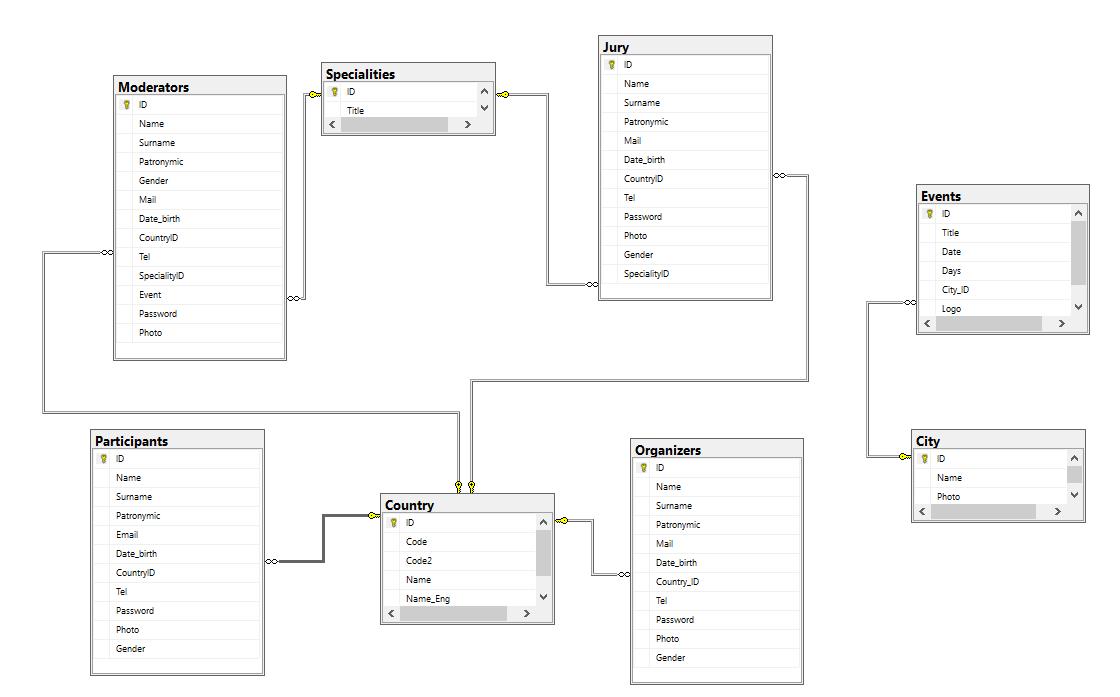 Moderators
ID
Name
Surname
Patronymic
Gender
Mail
Date_birth
CountryID
Tel
SpecialityID
Event
Password
Photo
Specialities
ID
Title
Jury
ID
Name
Surname
Patronymic
Mail
Date_birth
CountryID
Tel
Password
Photo
Gender
SpecialityID
Events
ID
Title
Date
Days
City_ID
Logo
Participants
ID
Name
Surname
Patronymic
Email
Date_birth
CountryID
Tel
Password
Photo
Gender
Country
ID
Code
Code2
Name
Name_Eng
Organizers
ID
Name
Surname
Patronymic
Mail
Date_birth
Country_ID
Tel
Password
Photo
Gender
City
ID
Name
Photo